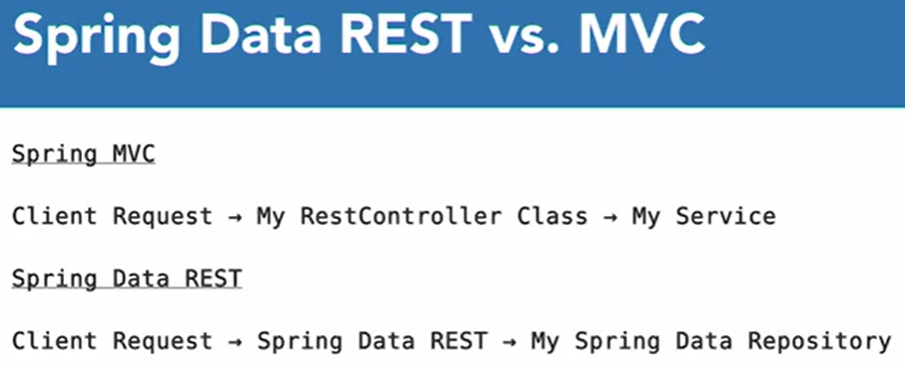 Spring Data REST vs. MVC
Spring MVC
Client Request → My RestController Class → My Service
Spring Data REST
Client Request → Spring Data REST → My Spring Data Repository